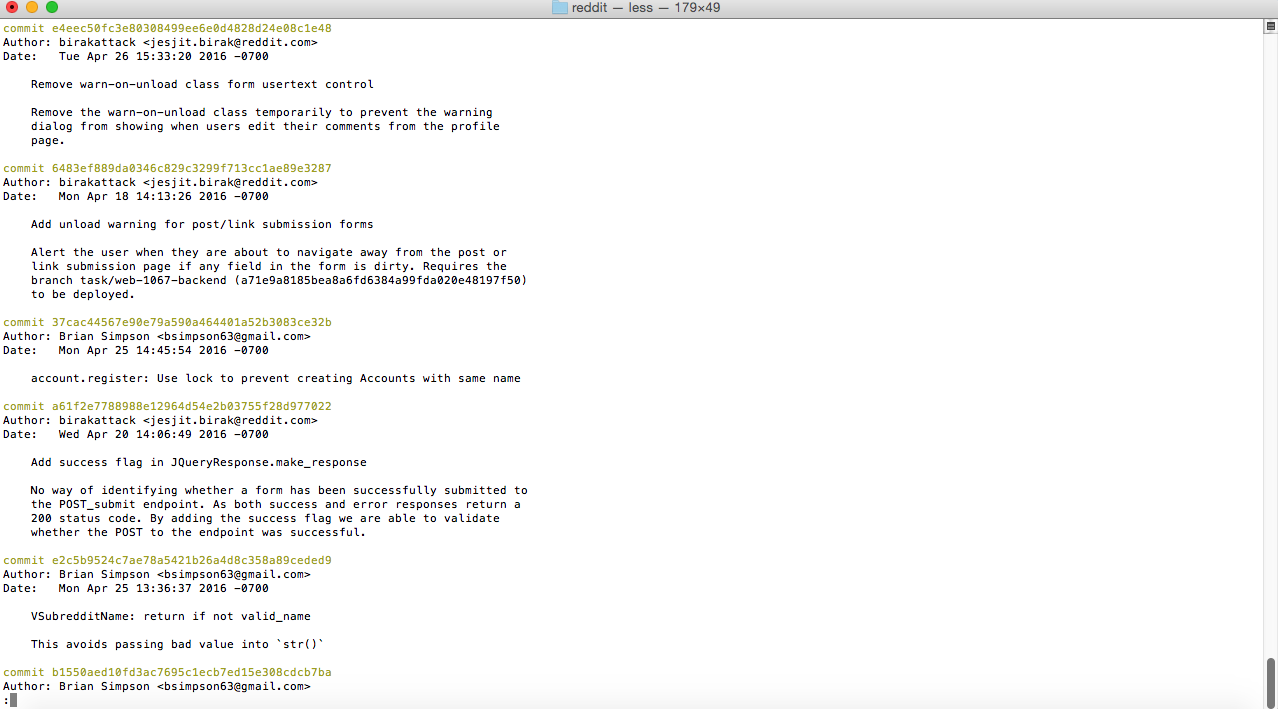 reddit — less — 179×49
commit e4eec50fc3e80308499ee6e0d4828d24e08c1e48
Author: birakattack <jesjit.birak@reddit.com>
Date:   Tue Apr 26 15:33:20 2016 -0700
Remove warn-on-unload class form usertext control
Remove the warn-on-unload class temporarily to prevent the warning
dialog from showing when users edit their comments from the profile
page.
commit 6483ef889da0346c829c3299f713cc1ae89e3287
Author: birakattack <jesjit.birak@reddit.com>
Date:   Mon Apr 18 14:13:26 2016 -0700
Add unload warning for post/link submission forms
Alert the user when they are about to navigate away from the post or
link submission page if any field in the form is dirty. Requires the
branch task/web-1067-backend (a71e9a8185bea8a6fd6384a99fda020e48197f50)
to be deployed.
commit 37cac44567e90e79a590a464401a52b3083ce32b
Author: Brian Simpson <bsimpson63@gmail.com>
Date:   Mon Apr 25 14:45:54 2016 -0700
account.register: Use lock to prevent creating Accounts with same name
commit a61f2e7788988e12964d54e2b03755f28d977022
Author: birakattack <jesjit.birak@reddit.com>
Date:   Wed Apr 20 14:06:49 2016 -0700
Add success flag in JQueryResponse.make_response
No way of identifying whether a form has been successfully submitted to
the POST_submit endpoint. As both success and error responses return a
200 status code. By adding the success flag we are able to validate
whether the POST to the endpoint was successful.
commit e2c5b9524c7ae78a5421b26a4d8c358a89ceded9
Author: Brian Simpson <bsimpson63@gmail.com>
Date:   Mon Apr 25 13:36:37 2016 -0700
VSubredditName: return if not valid_name
This avoids passing bad value into `str()`
commit b1550aed10fd3ac7695c1ecb7ed15e308cdcb7ba
Author: Brian Simpson <bsimpson63@gmail.com>
: